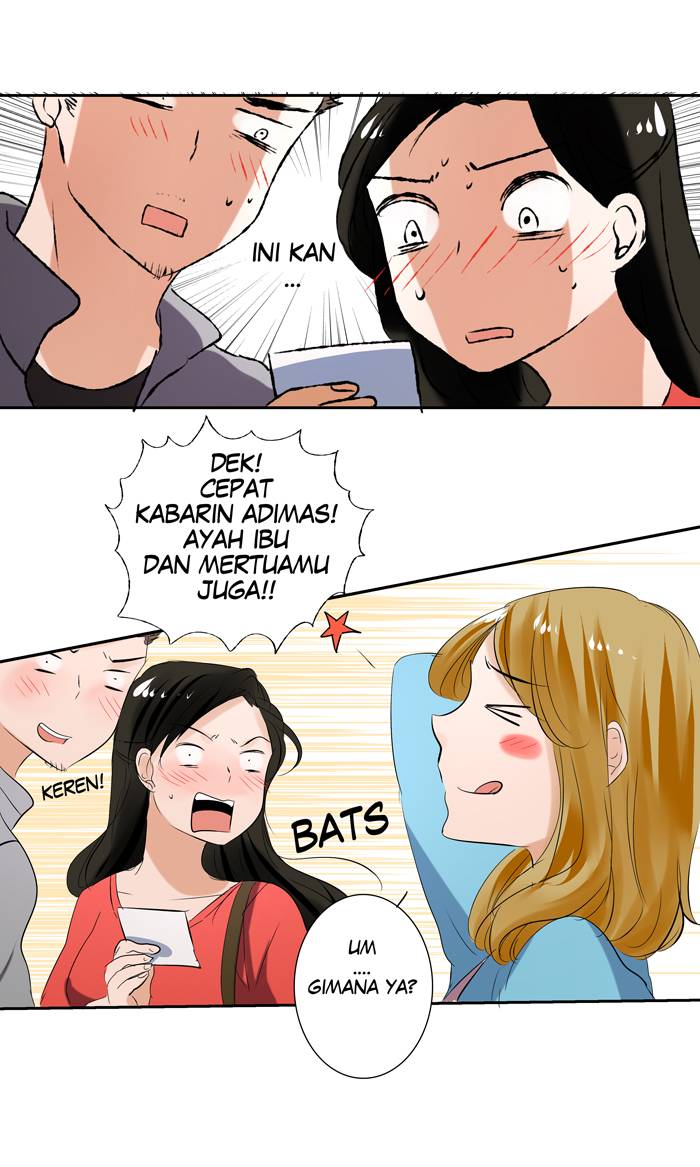 INI KAN
...
DEK!
CEPAT
KABARIN ADIMAS!
AYAH IBU
DAN MERTUAMU
JUGA!!
KEREN!
BATS
UM
....
GIMANA YA?